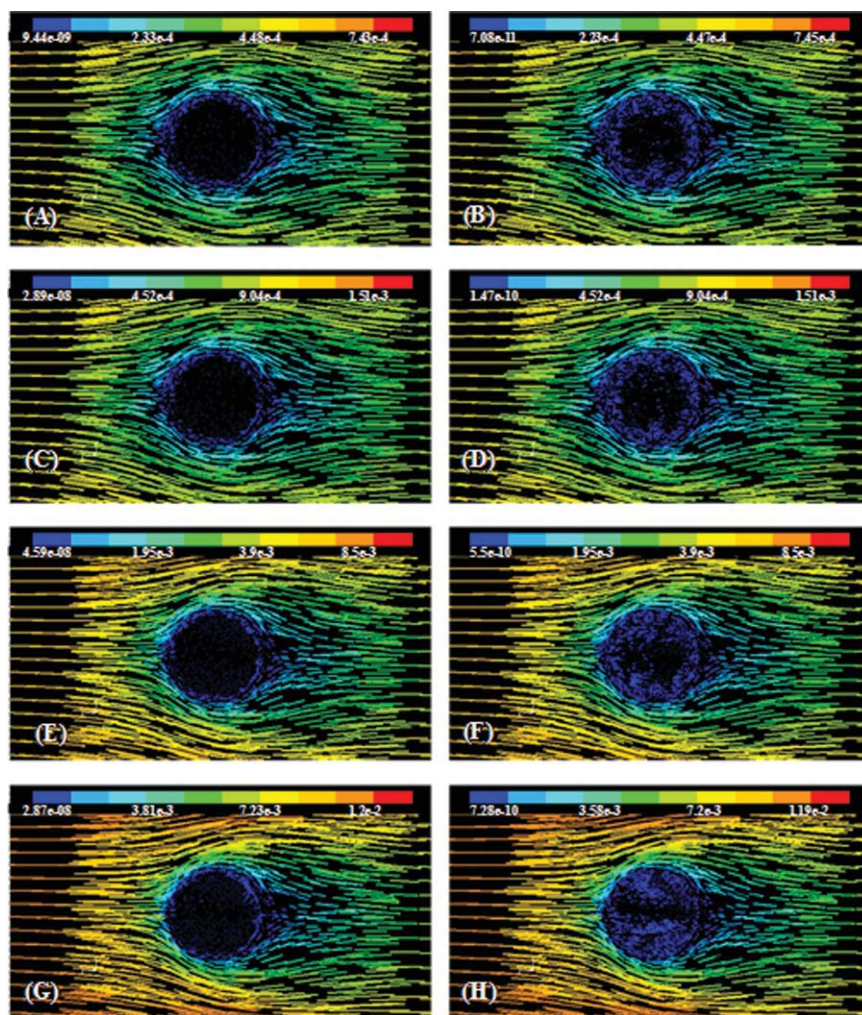 9.44e-09 2.33e-4 4.48e-4 7.43e-4
(A)
7.08e-11 2.23e-4 4.47e-4 7.45e-4
(B)
2.89e-08 4.52e-4 9.04e-4 1.51e-3
(C)
1.47e-10 4.52e-4 9.04e-4 1.51e-3
(D)
4.59e-08 1.95e-3 3.9e-3 8.5e-3
(E)
5.5e-10 1.95e-3 3.9e-3 8.5e-3
(F)
2.87e-08 3.81e-3 7.23e-3 1.2e-2
(G)
7.28e-10 3.58e-3 7.2e-3 1.19e-2
(H)